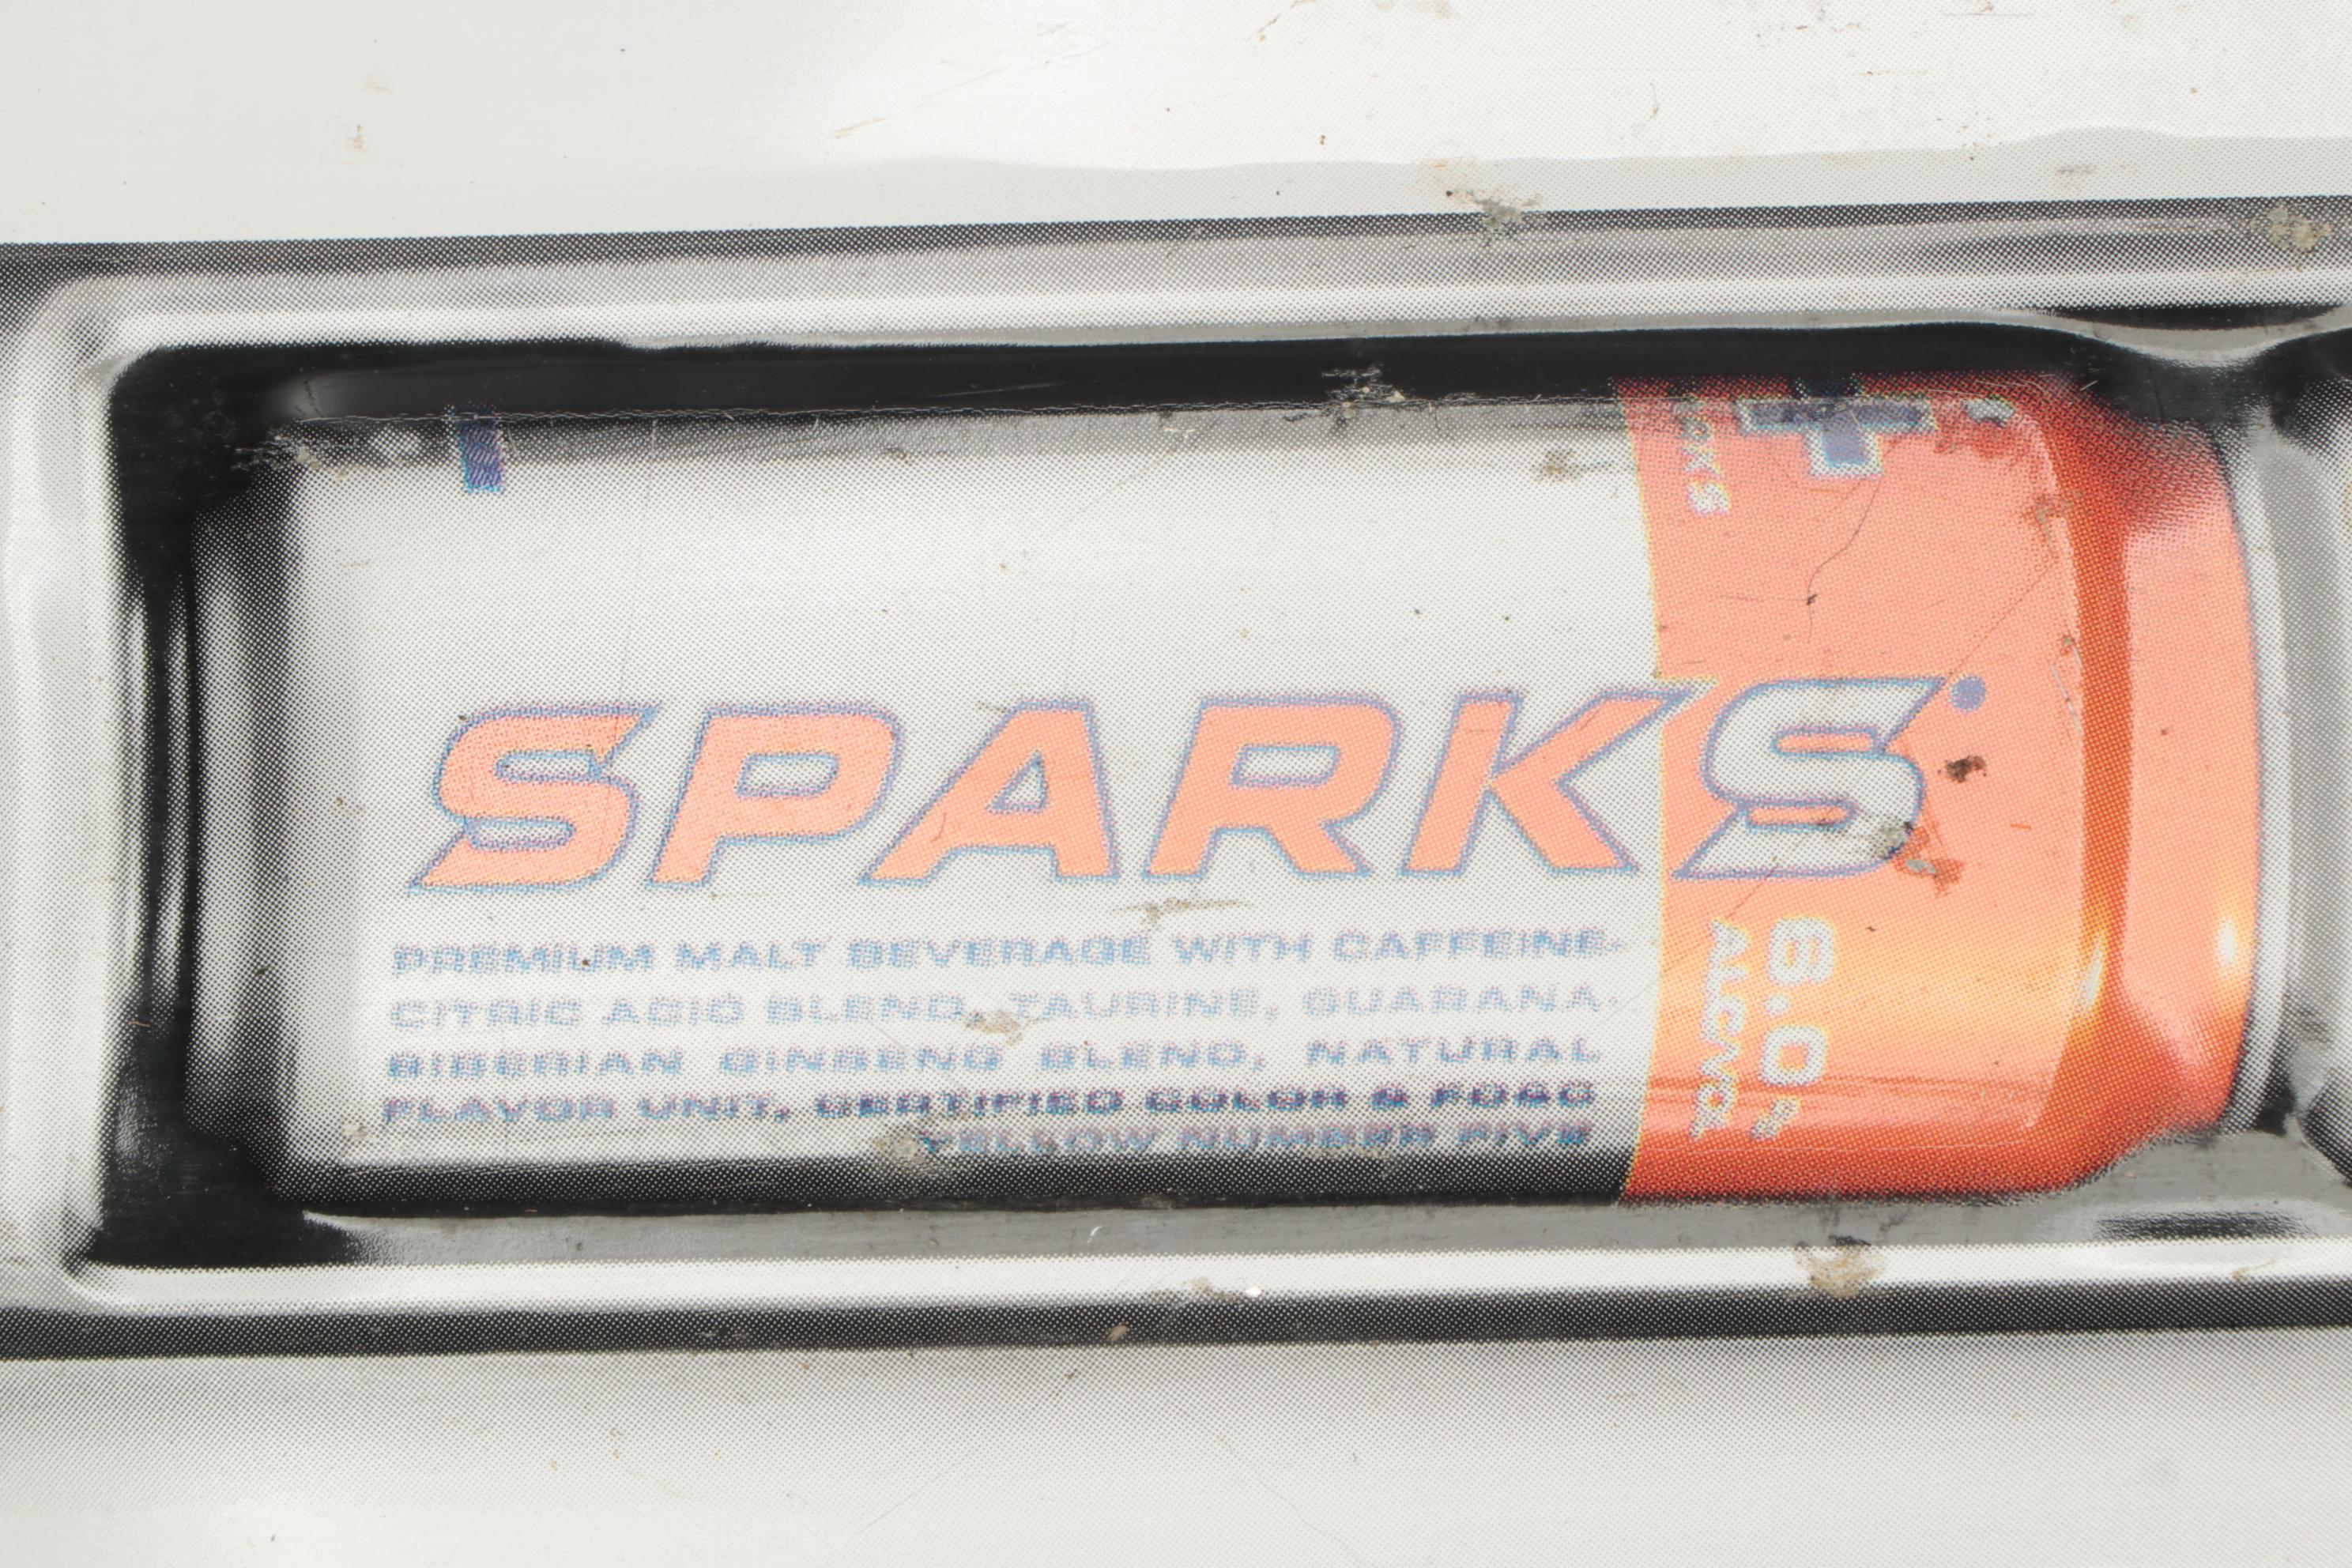 SPARKS
PREMIUM MALT BEVERAGE WITH CAFFEINE-
CITRIC ACID BLEND, TAURINE, GUARANA-
SIBERIAN GINSENG BLEND, NATURAL
FLAVOR UNIT, CERTIFIED COLOR & FD&C
YELLOW NUMBER FIVE
6.0%
Alc/Vol